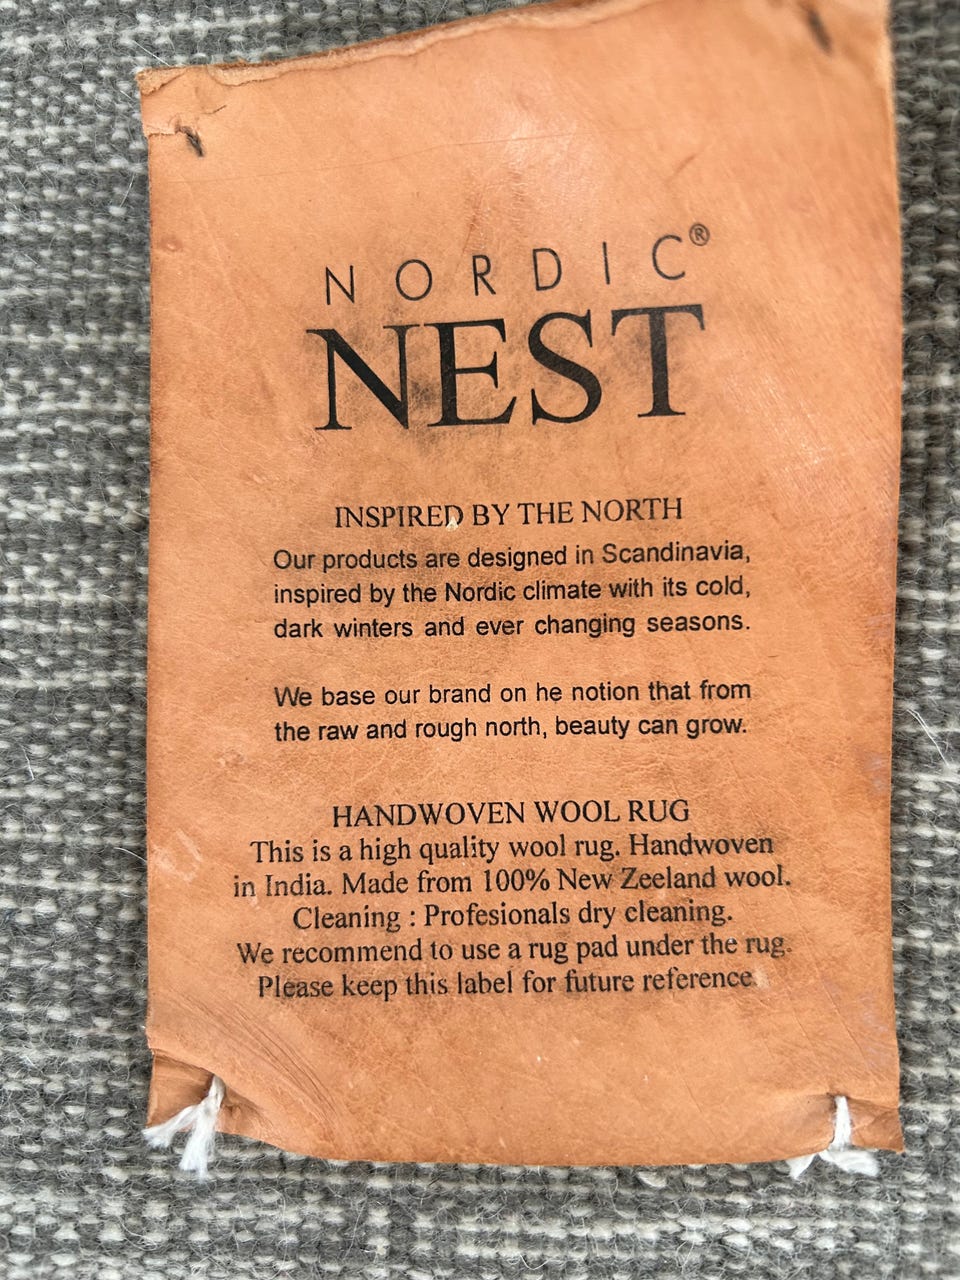 NORDIC®
NEST
INSPIRED BY THE NORTH
Our products are designed in Scandinavia,
inspired by the Nordic climate with its cold,
dark winters and ever changing seasons.
We base our brand on he notion that from
the raw and rough north, beauty can grow.
HANDWOVEN WOOL RUG
This is a high quality wool rug. Handwoven
in India. Made from 100% New Zeeland wool.
Cleaning : Profesionals dry cleaning.
We recommend to use a rug pad under the rug.
Please keep this label for future reference.